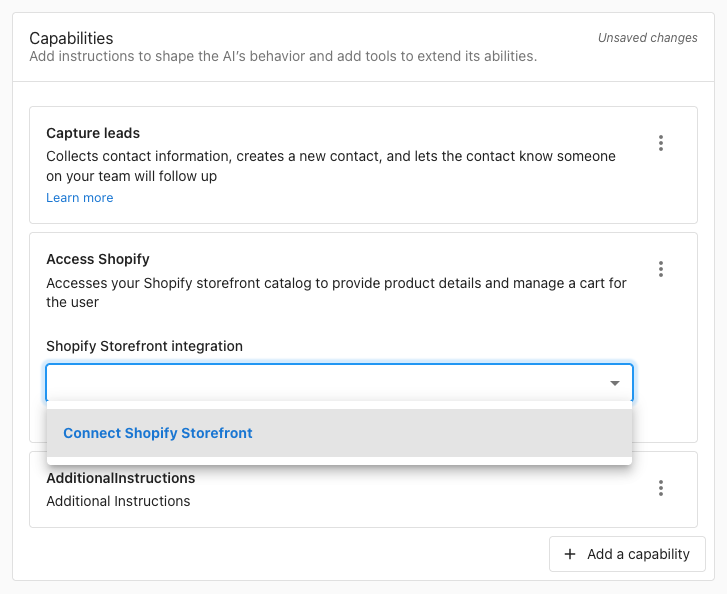 Capabilities
Unsaved changes
Add instructions to shape the AI's behavior and add tools to extend its abilities.
Capture leads
Collects contact information, creates a new contact, and lets the contact know someone
on your team will follow up
Learn more
Access Shopify
Accesses your Shopify storefront catalog to provide product details and manage a cart for
the user
Shopify Storefront integration
Connect Shopify Storefront
AdditionalInstructions
Additional Instructions
Add a capability